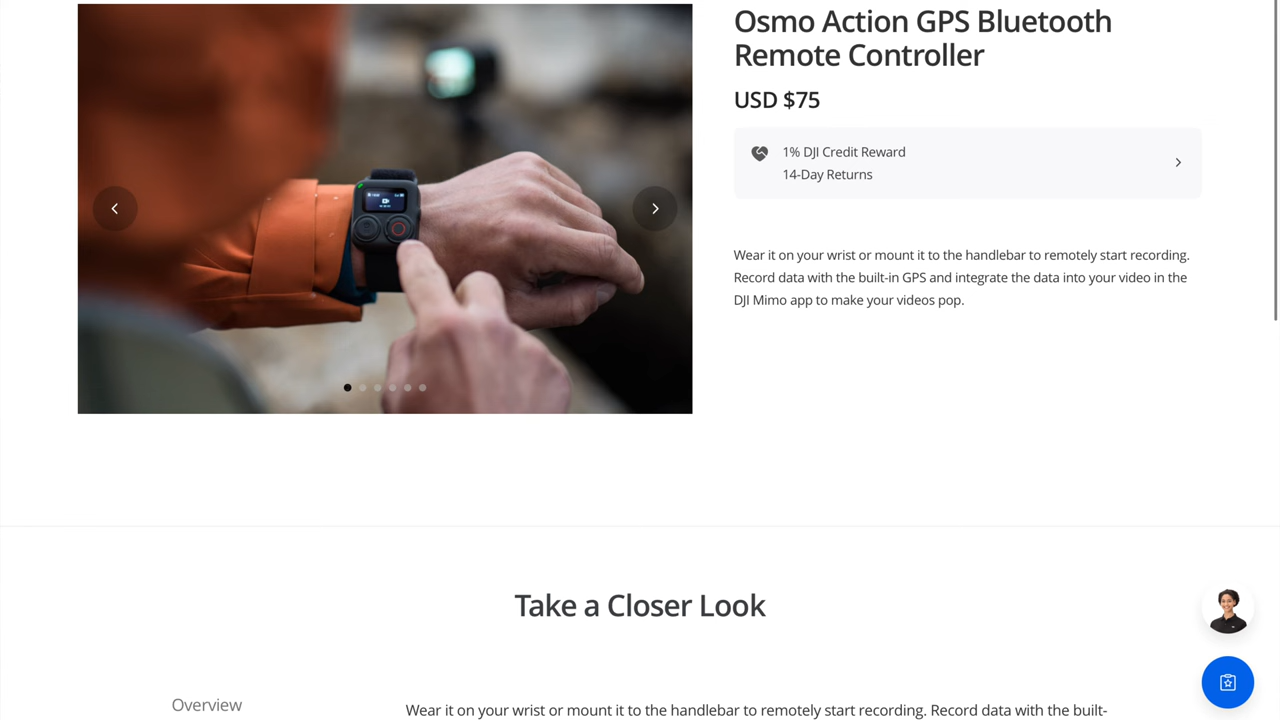 Osmo Action GPS Bluetooth
Remote Controller
USD $75
1% DJI Credit Reward
14-Day Returns
Wear it on your wrist or mount it to the handlebar to remotely start recording.
Record data with the built-in GPS and integrate the data into your video in the
DJI Mimo app to make your videos pop.
Take a Closer Look
Overview
Wear it on your wrist or mount it to the handlebar to remotely start recording. Record data with the built-